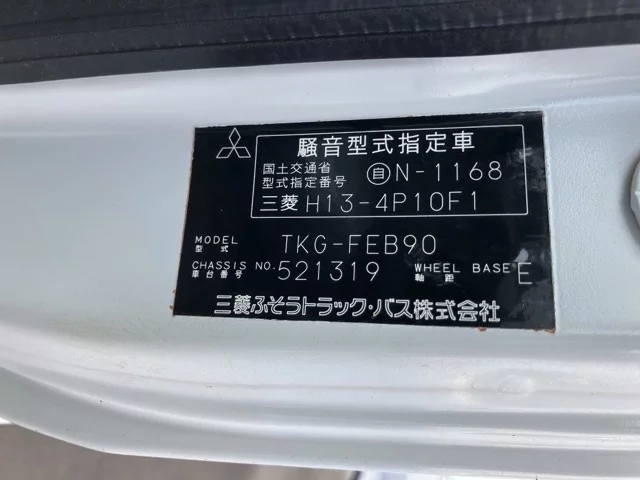 騒音型式指定車
国土交通省
型式指定番号 自N-1168
三菱 H13-4P10F1
MODEL
型式 TKG-FEB90
CHASSIS NO.
車台番号 521319 WHEEL BASE
軸距 E
三菱ふそうトラック・バス株式会社